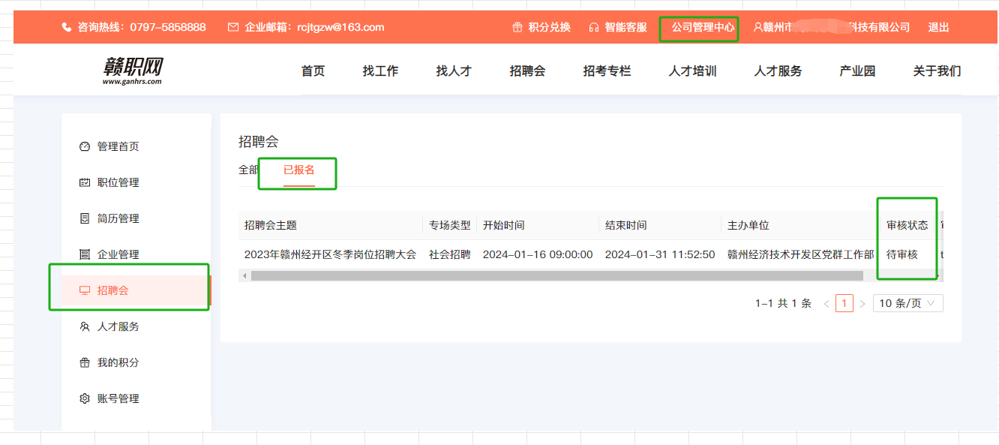 咨询热线：0797-5858888 企业邮箱：rcjtgzw@163.com 积分兑换 智能客服 公司管理中心 赣州市 科技有限公司 退出
赣职网
www.ganhrs.com
首页 找工作 找人才 招聘会 招考专栏 人才培训 人才服务 产业园 关于我们
管理首页
职位管理
简历管理
企业管理
招聘会
人才服务
我的积分
账号管理
招聘会
全部 已报名
招聘会主题 专场类型 开始时间 结束时间 主办单位 审核状态
2023年赣州经开区冬季岗位招聘大会 社会招聘 2024-01-16 09:00:00 2024-01-31 11:52:50 赣州经济技术开发区党群工作部 待审核
1-1 共 1 条 < 1 > 10 条/页